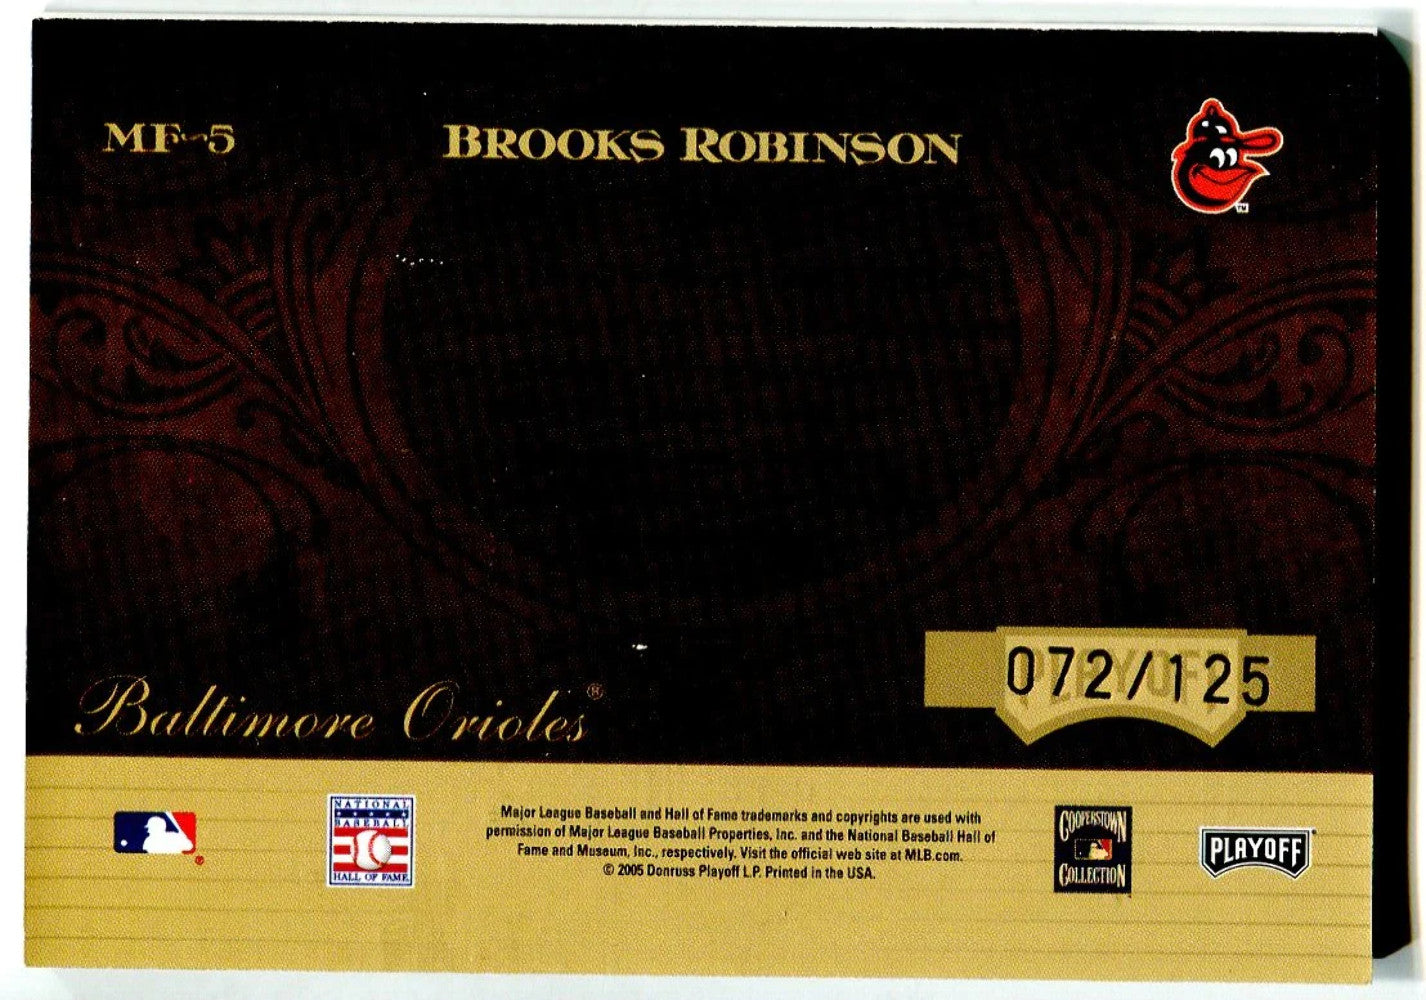 MF~5
BROOKS ROBINSON
TM
Baltimore Orioles®
PLAYOFF
072/125
NATIONAL
BASEBALL
HALL OF FAME
Major League Baseball and Hall of Fame trademarks and copyrights are used with
permission of Major League Baseball Properties, Inc. and the National Baseball Hall of
Fame and Museum, Inc., respectively. Visit the official web site at MLB.com.
© 2005 Donruss Playoff L.P. Printed in the USA.
COOPERSTOWN
COLLECTION
PLAYOFF